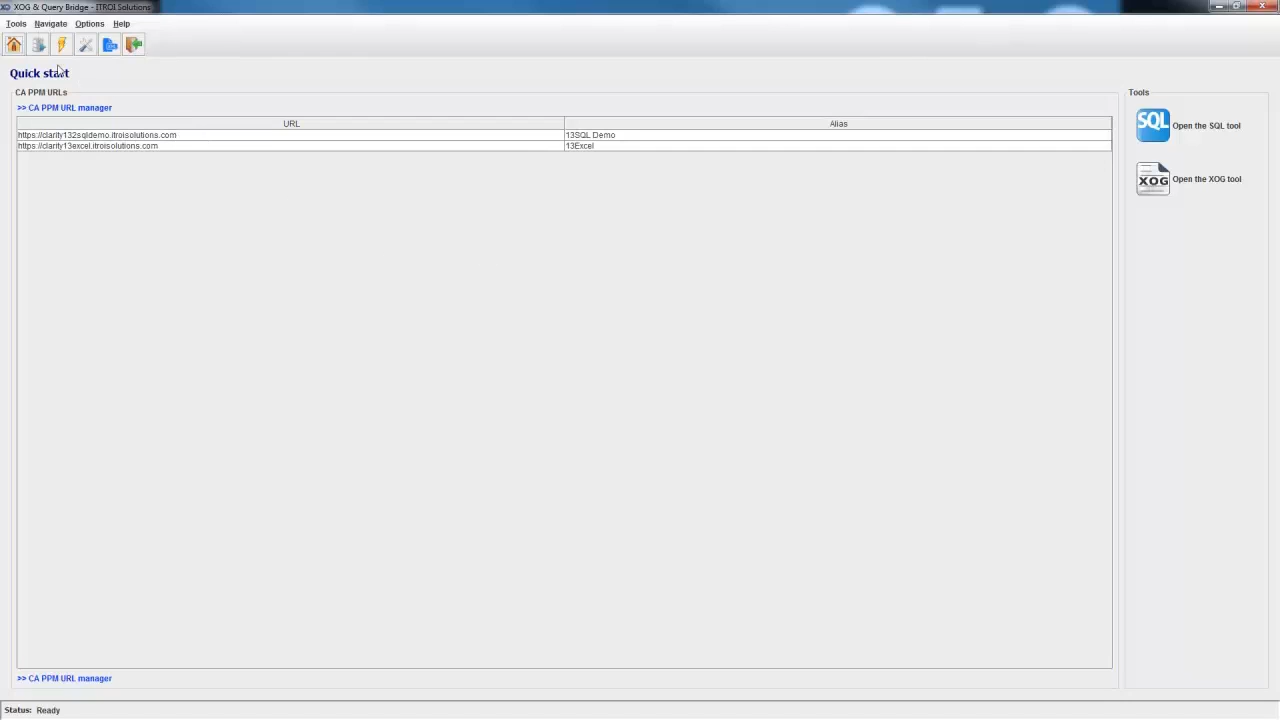 XOG & Query Bridge - ITROI Solutions
Tools Navigate Options Help
Quick start
CA PPM URLs
>> CA PPM URL manager
URL Alias
https://clarity132sqldemo.itroisolutions.com 13SQL Demo
https://clarity13excel.itroisolutions.com 13Excel
>> CA PPM URL manager
Tools
SQL Open the SQL tool
XOG Open the XOG tool
Status: Ready